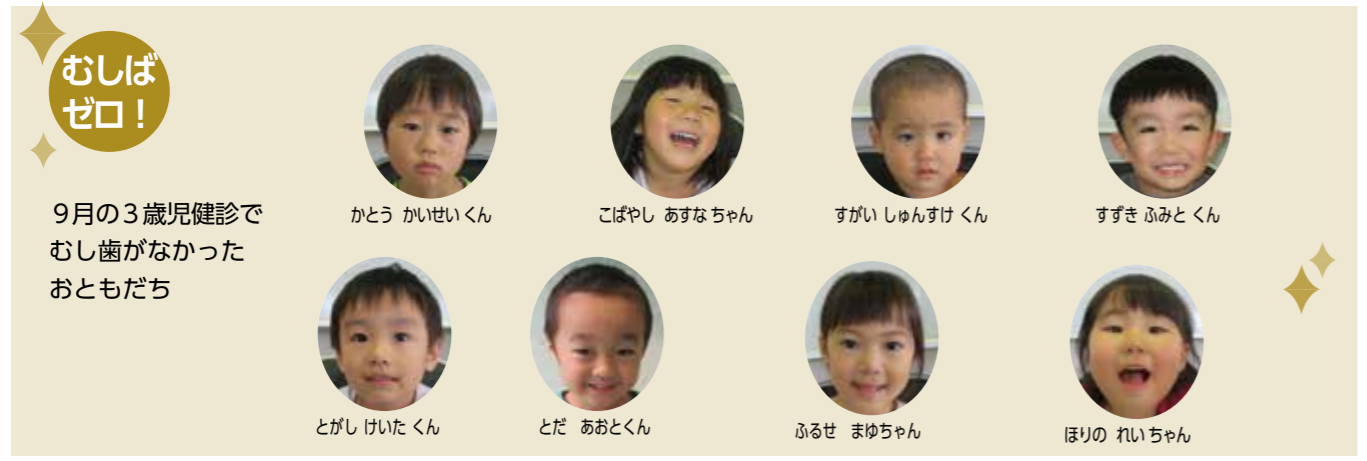 むしば
ゼロ！
９月の３歳児健診で
むし歯がなかった
おともだち
かとう かいせい くん
こばやし あすな ちゃん
すがい しゅんすけ くん
すずき ふみと くん
とがし けいた くん
とだ あおとくん
ふるせ まゆちゃん
ほりの れい ちゃん